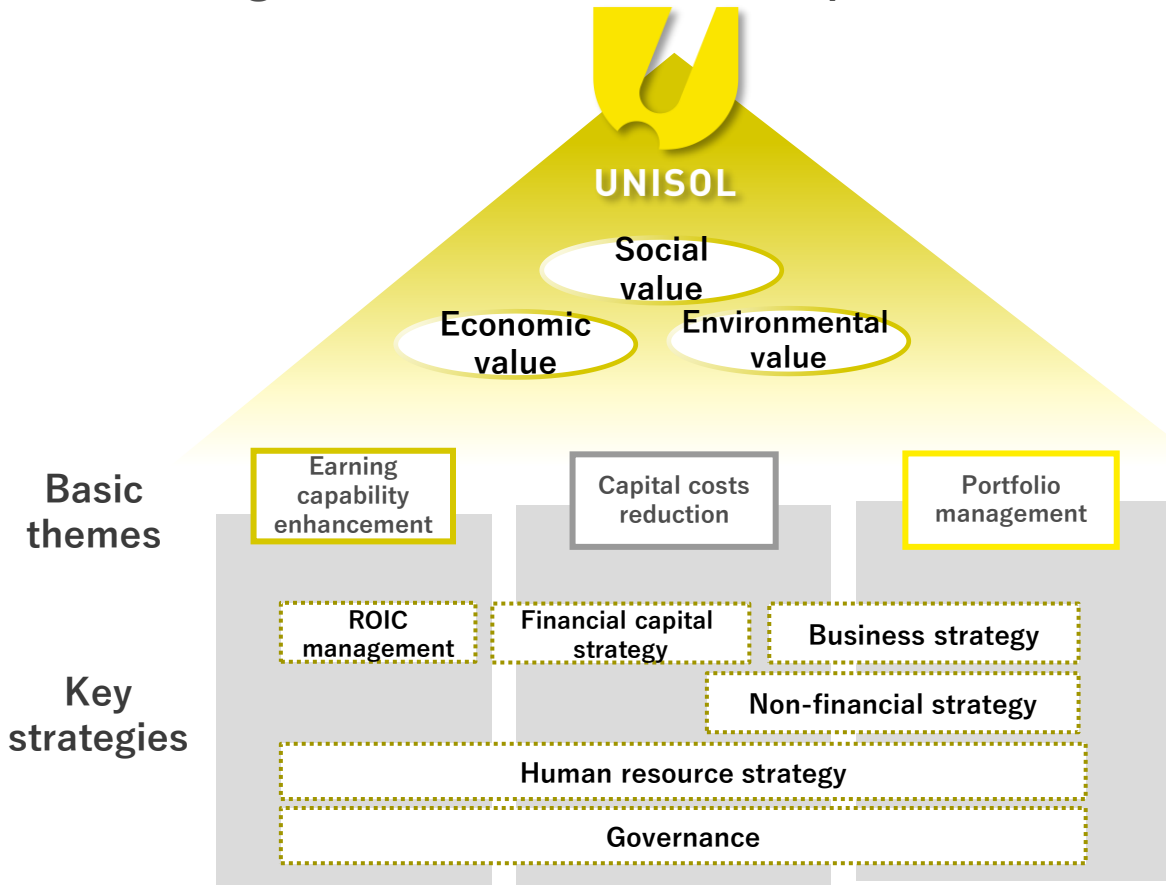 UNISOL
Social
value
Economic
value
Environmental
value
Basic
themes
Earning
capability
enhancement
Capital costs
reduction
Portfolio
management
Key
strategies
ROIC
management
Financial capital
strategy
Business strategy
Non-financial strategy
Human resource strategy
Governance